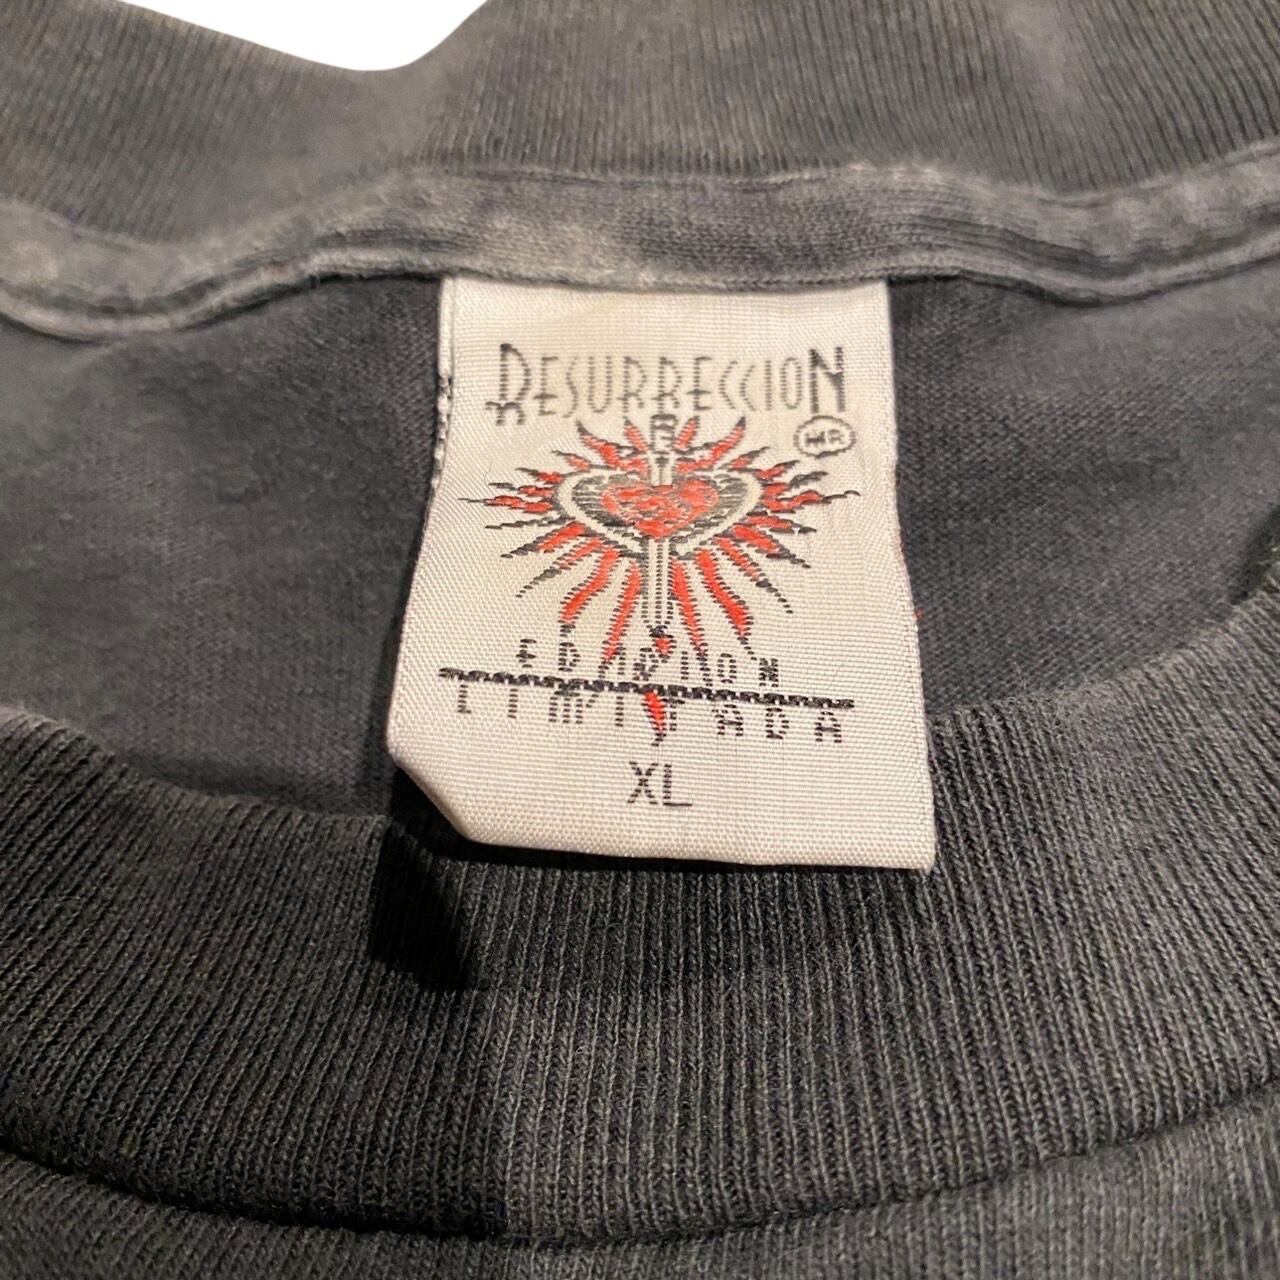 RESURRECCION
MR
EDICION
LIMITADA
XL